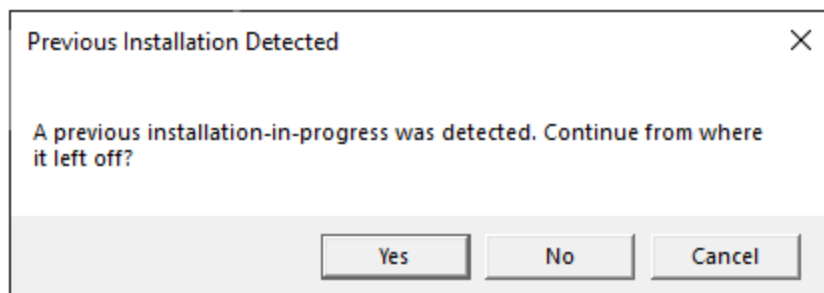 Previous Installation Detected
A previous installation-in-progress was detected. Continue from where
it left off?
Yes
No
Cancel